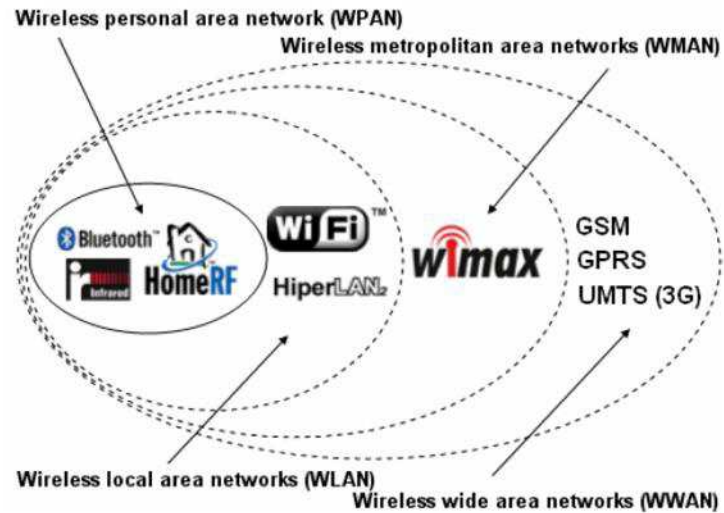 Wireless personal area network (WPAN)
Wireless metropolitan area networks (WMAN)
Bluetooth™
Infrared
HomeRF
WiFi™
HiperLAN2
wimax
GSM
GPRS
UMTS (3G)
Wireless local area networks (WLAN)
Wireless wide area networks (WWAN)